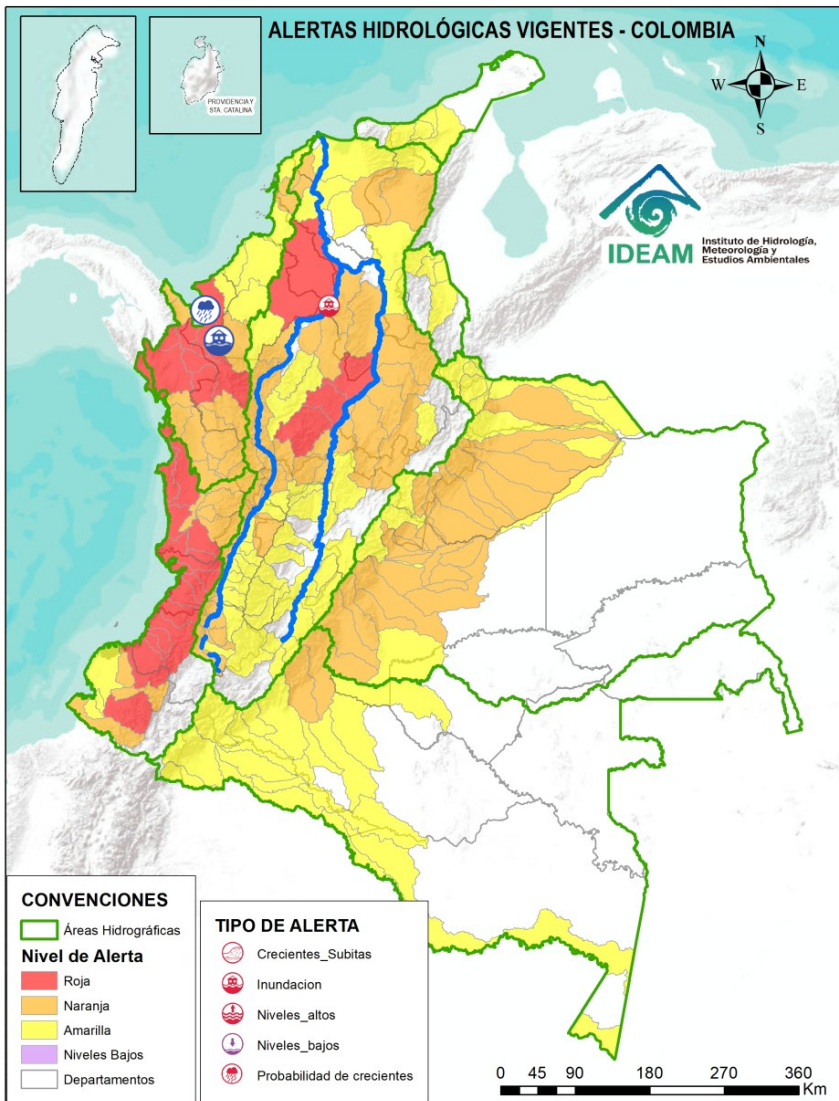 ALERTAS HIDROLÓGICAS VIGENTES - COLOMBIA
PROVIDENCIA Y
STA. CATALINA
N
W
E
S
IDEAM
Instituto de Hidrología,
Meteorología y
Estudios Ambientales
CONVENCIONES
Áreas Hidrográficas
Nivel de Alerta
Roja
Naranja
Amarilla
Niveles Bajos
Departamentos
TIPO DE ALERTA
Crecientes_Subitas
Inundacion
Niveles_altos
Niveles_bajos
Probabilidad de crecientes
0 45 90 180 270 360
Km